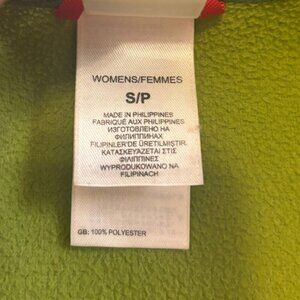 WOMENS/FEMMES
S/P
MADE IN PHILIPPINES
FABRIQUÉ AUX PHILIPPINES
ИЗГОТОВЛЕНО НА
ФИЛИППИНАХ
FILIPINLER'DE ÜRETILMIŞTIR.
ΚΑΤΑΣΚΕΥΑΖΕΤΑΙ ΣΤΙΣ
ΦΙΛΙΠΠΙΝΕΣ
WYPRODUKOWANO NA
FILIPINACH
GB: 100% POLYESTER